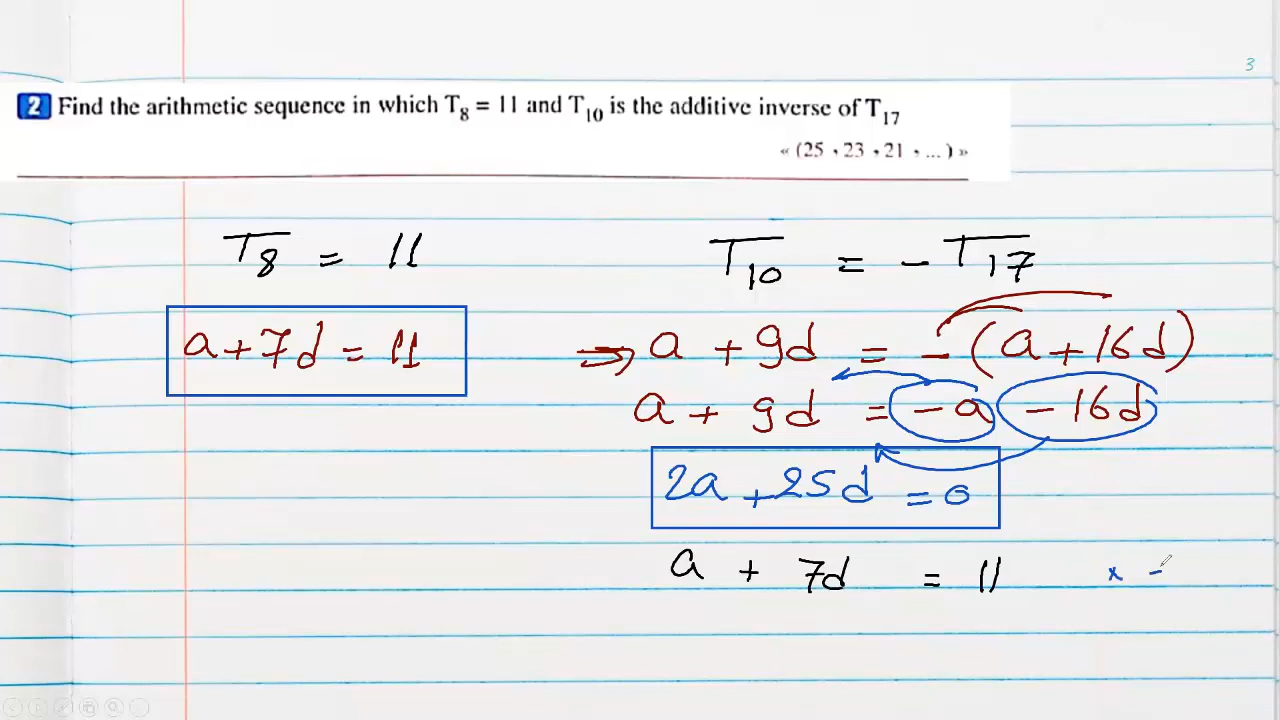 3
2 Find the arithmetic sequence in which T₈ = 11 and T₁₀ is the additive inverse of T₁₇
« (25 , 23 , 21 , ... ) »
T₈ = 11
T₁₀ = - T₁₇
a + 7d = 11
⇒ a + 9d = - (a + 16d)
a + 9d = - a - 16d
2a + 25d = 0
a + 7d = 11 × -